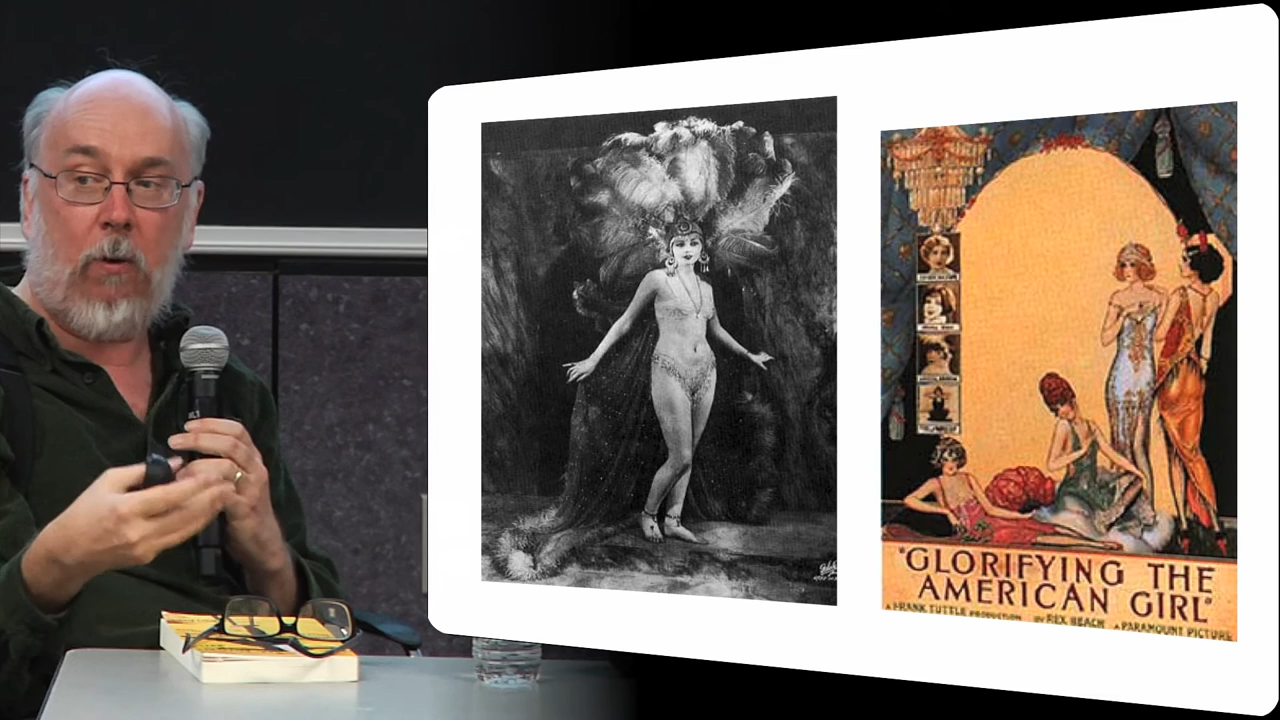 "GLORIFYING THE
AMERICAN GIRL"
A FRANK TUTTLE PRODUCTION BY REX BEACH A PARAMOUNT PICTURE